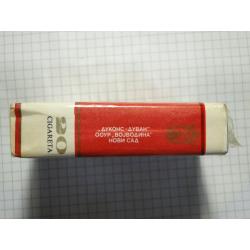 „ДУКОНС-ДУВАН"
ООУР „ВОЈВОДИНА"
НОВИ САД
20
CIGARETA